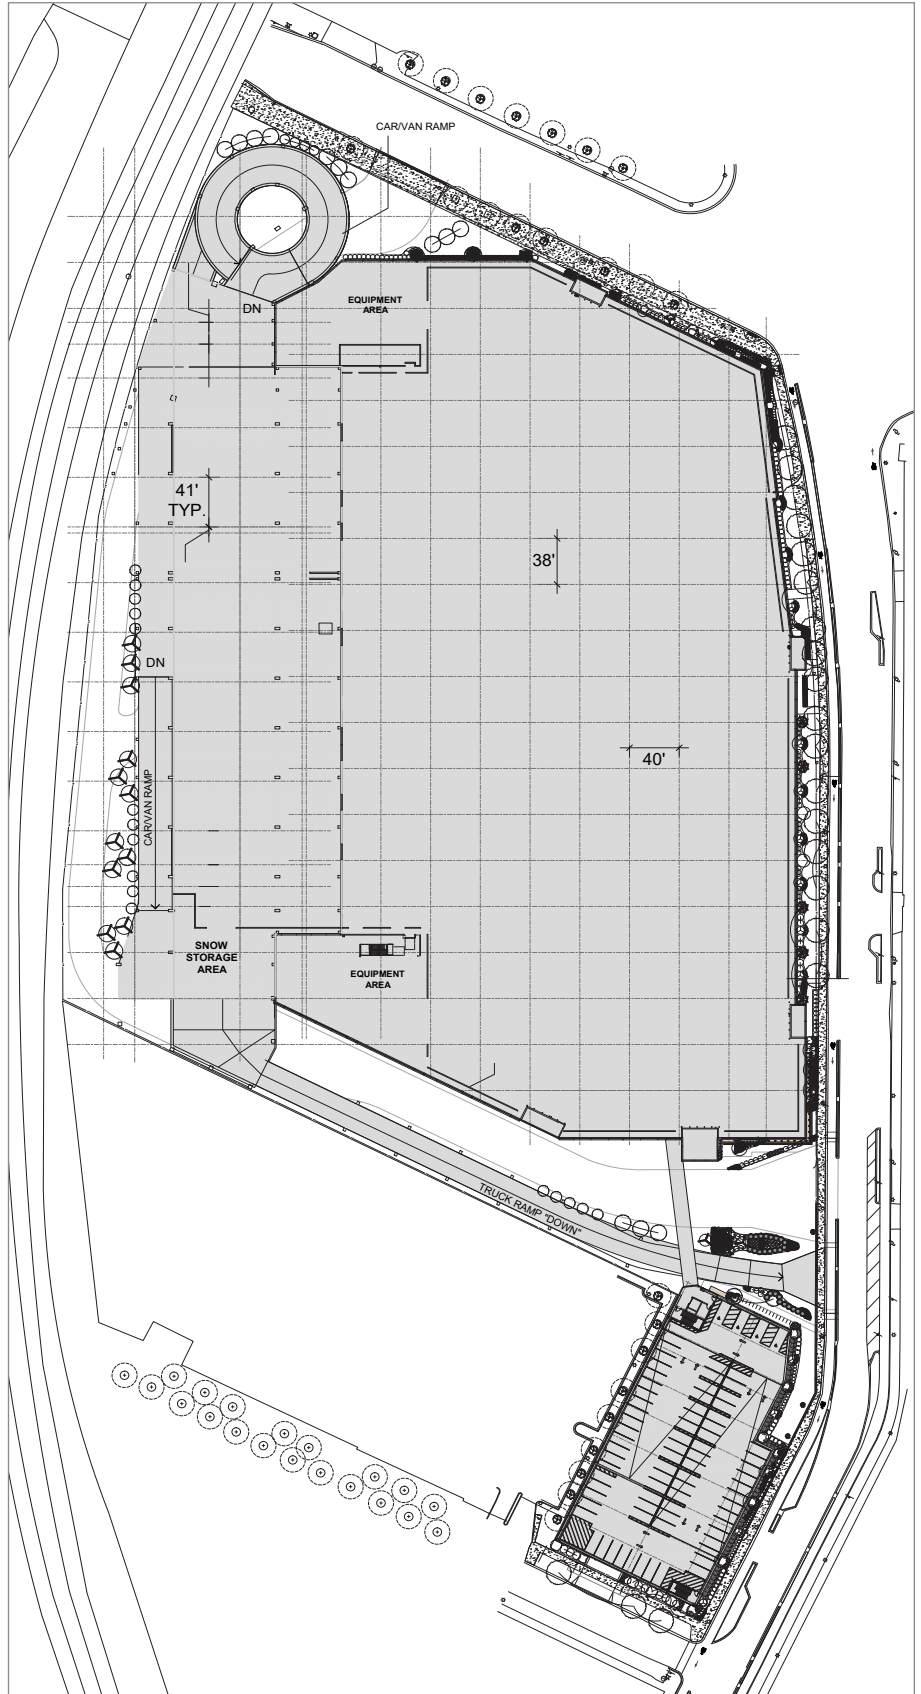 CAR/VAN RAMP
DN
EQUIPMENT
AREA
41'
TYP.
38'
DN
40'
CAR/VAN RAMP
SNOW
STORAGE
AREA
EQUIPMENT
AREA
TRUCK RAMP "DOWN"